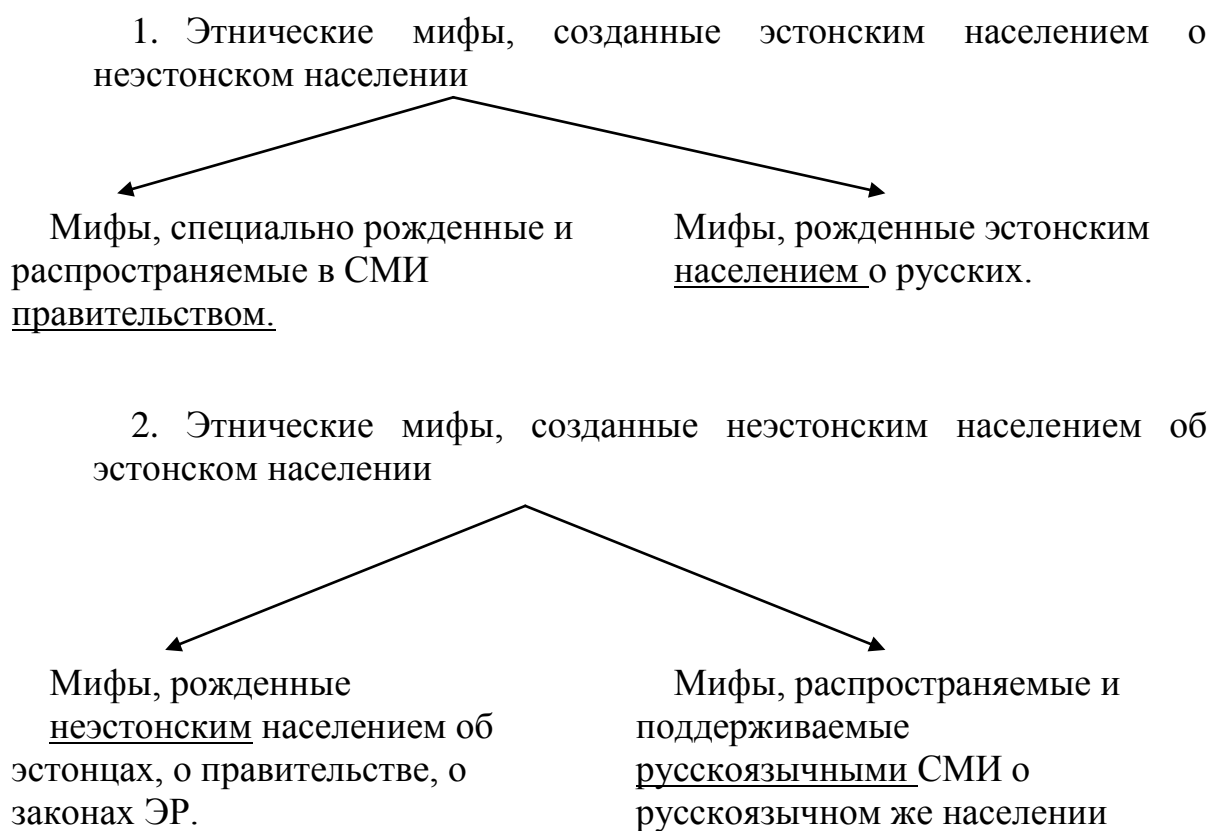 1. Этнические мифы, созданные эстонским населением о
неэстонском населении
Мифы, специально рожденные и
распространяемые в СМИ
правительством.
Мифы, рожденные эстонским
населением о русских.
2. Этнические мифы, созданные неэстонским населением об
эстонском населении
Мифы, рожденные
неэстонским населением об
эстонцах, о правительстве, о
законах ЭР.
Мифы, распространяемые и
поддерживаемые
русскоязычными СМИ о
русскоязычном же населении